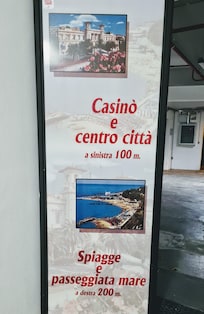 Casinò
e
centro città
a sinistra 100 m.
Spiagge
e
passeggiata mare
a destra 200 m.